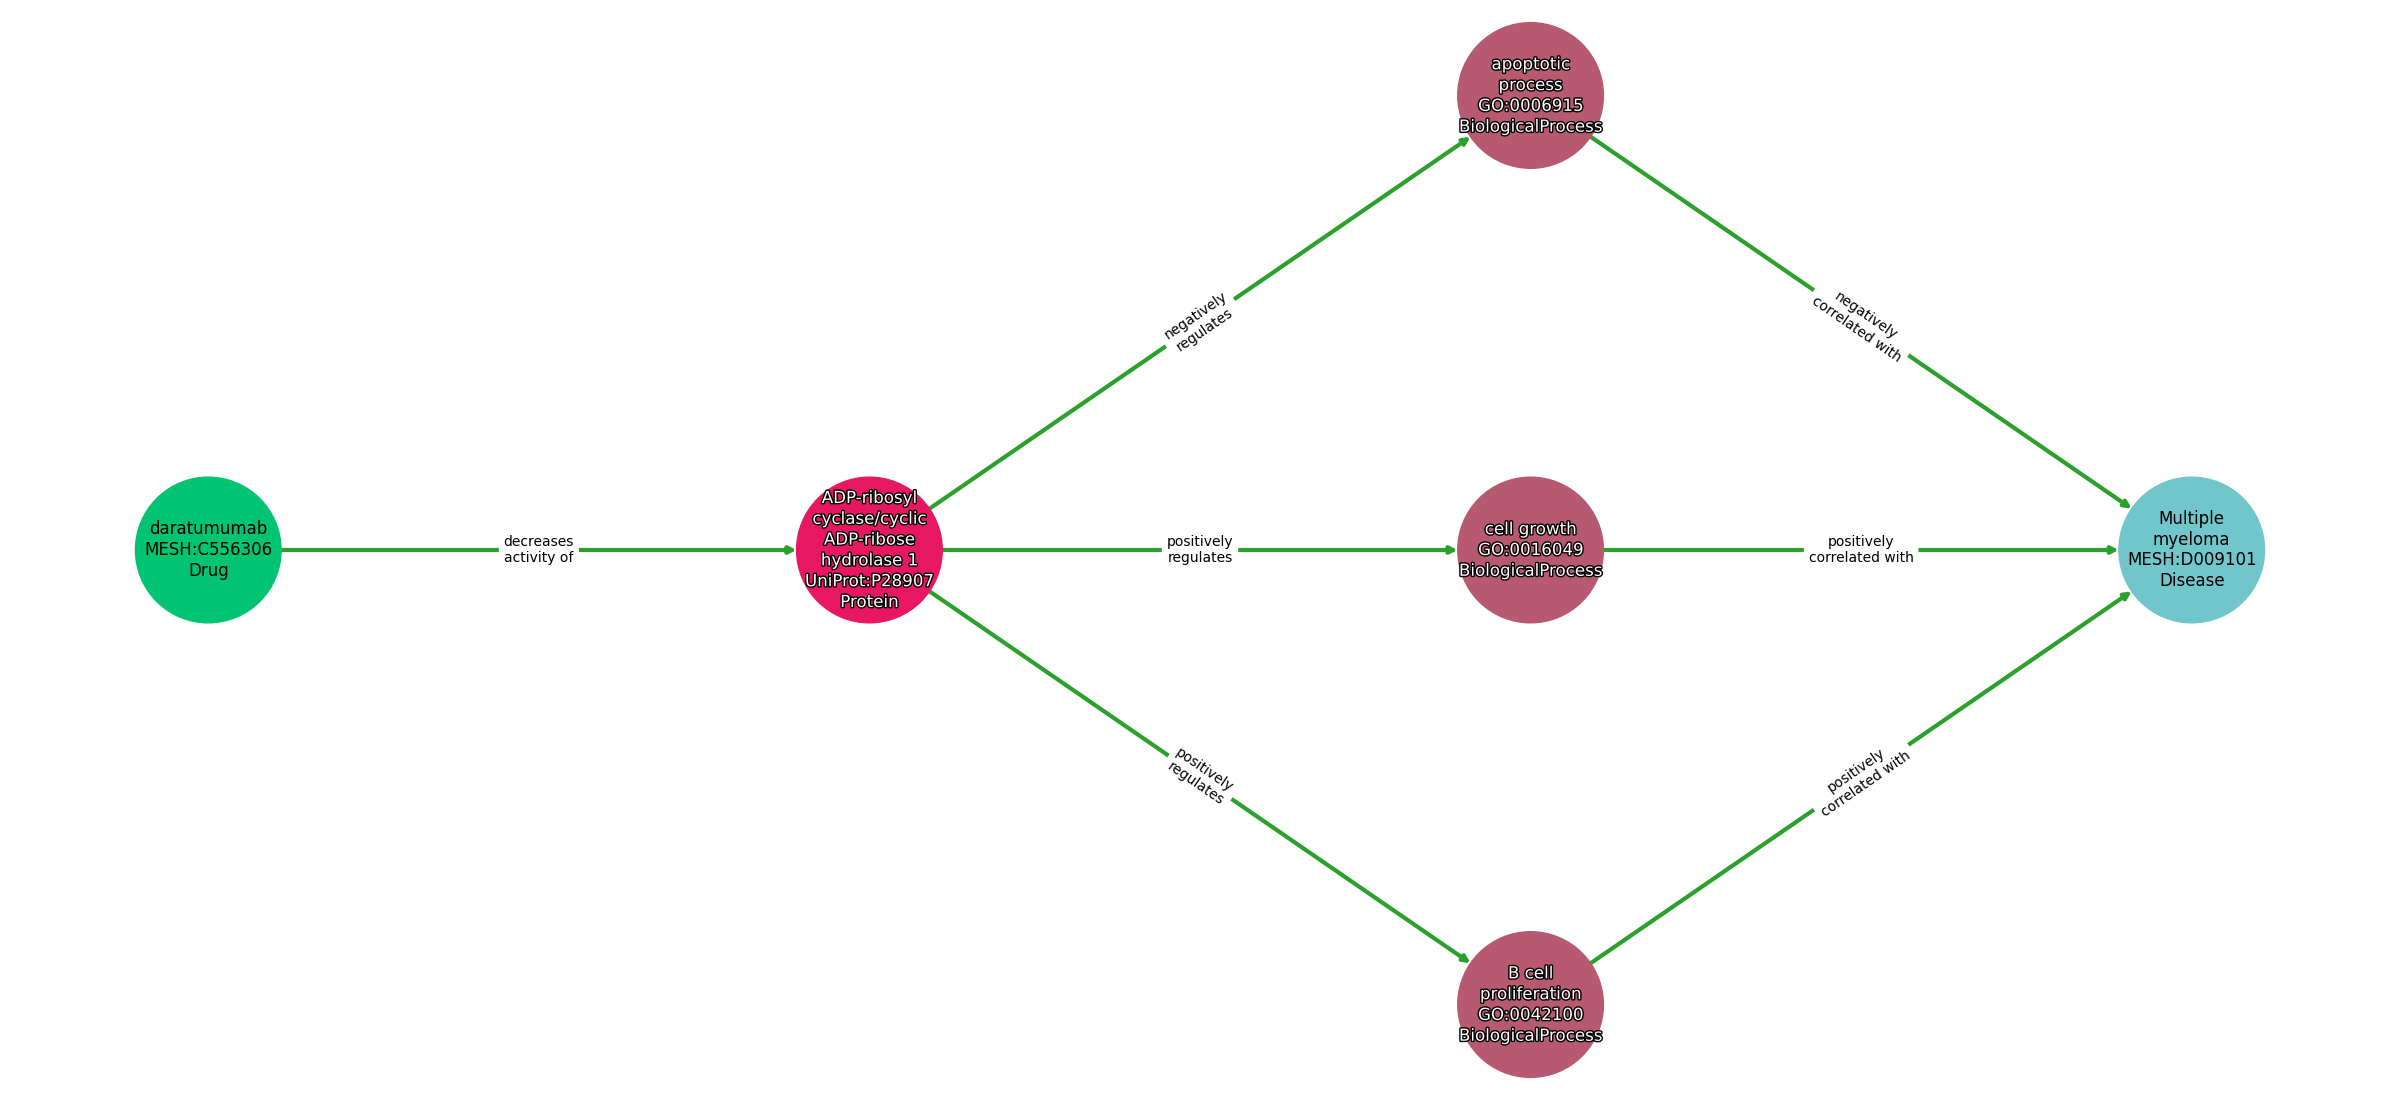 daratumumab
MESH:C556306
Drug
decreases
activity of
ADP-ribosyl
cyclase/cyclic
ADP-ribose
hydrolase 1
UniProt:P28907
Protein
negatively
regulates
positively
regulates
positively
regulates
apoptotic
process
GO:0006915
BiologicalProcess
cell growth
GO:0016049
BiologicalProcess
B cell
proliferation
GO:0042100
BiologicalProcess
negatively
correlated with
positively
correlated with
positively
correlated with
Multiple
myeloma
MESH:D009101
Disease